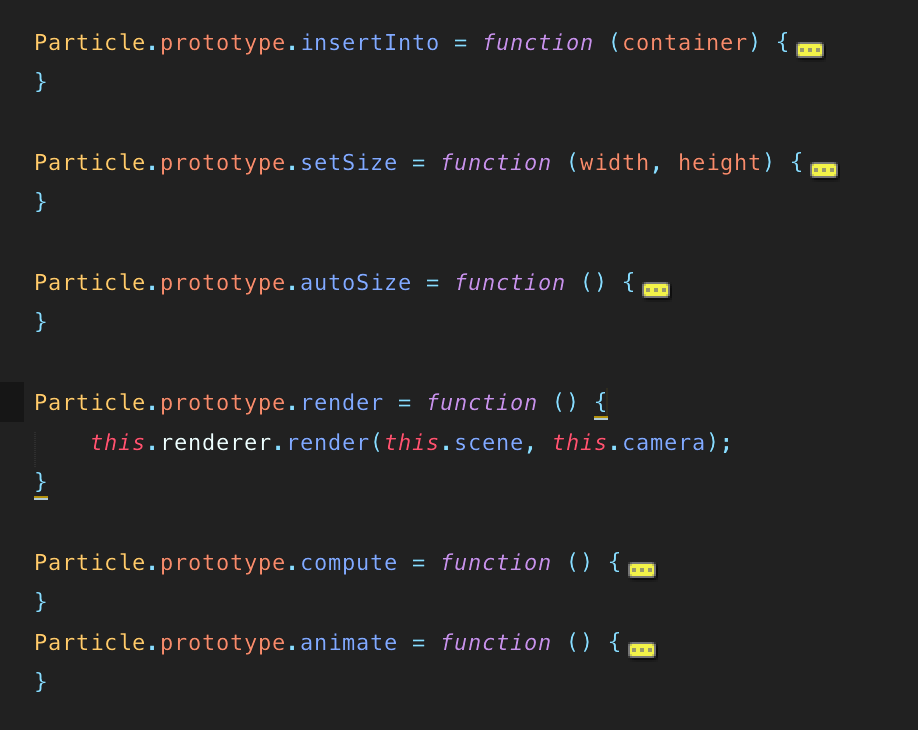 Particle.prototype.insertInto = function (container) {
}
Particle.prototype.setSize = function (width, height) {
}
Particle.prototype.autoSize = function () {
}
Particle.prototype.render = function () {
    this.renderer.render(this.scene, this.camera);
}
Particle.prototype.compute = function () {
}
Particle.prototype.animate = function () {
}